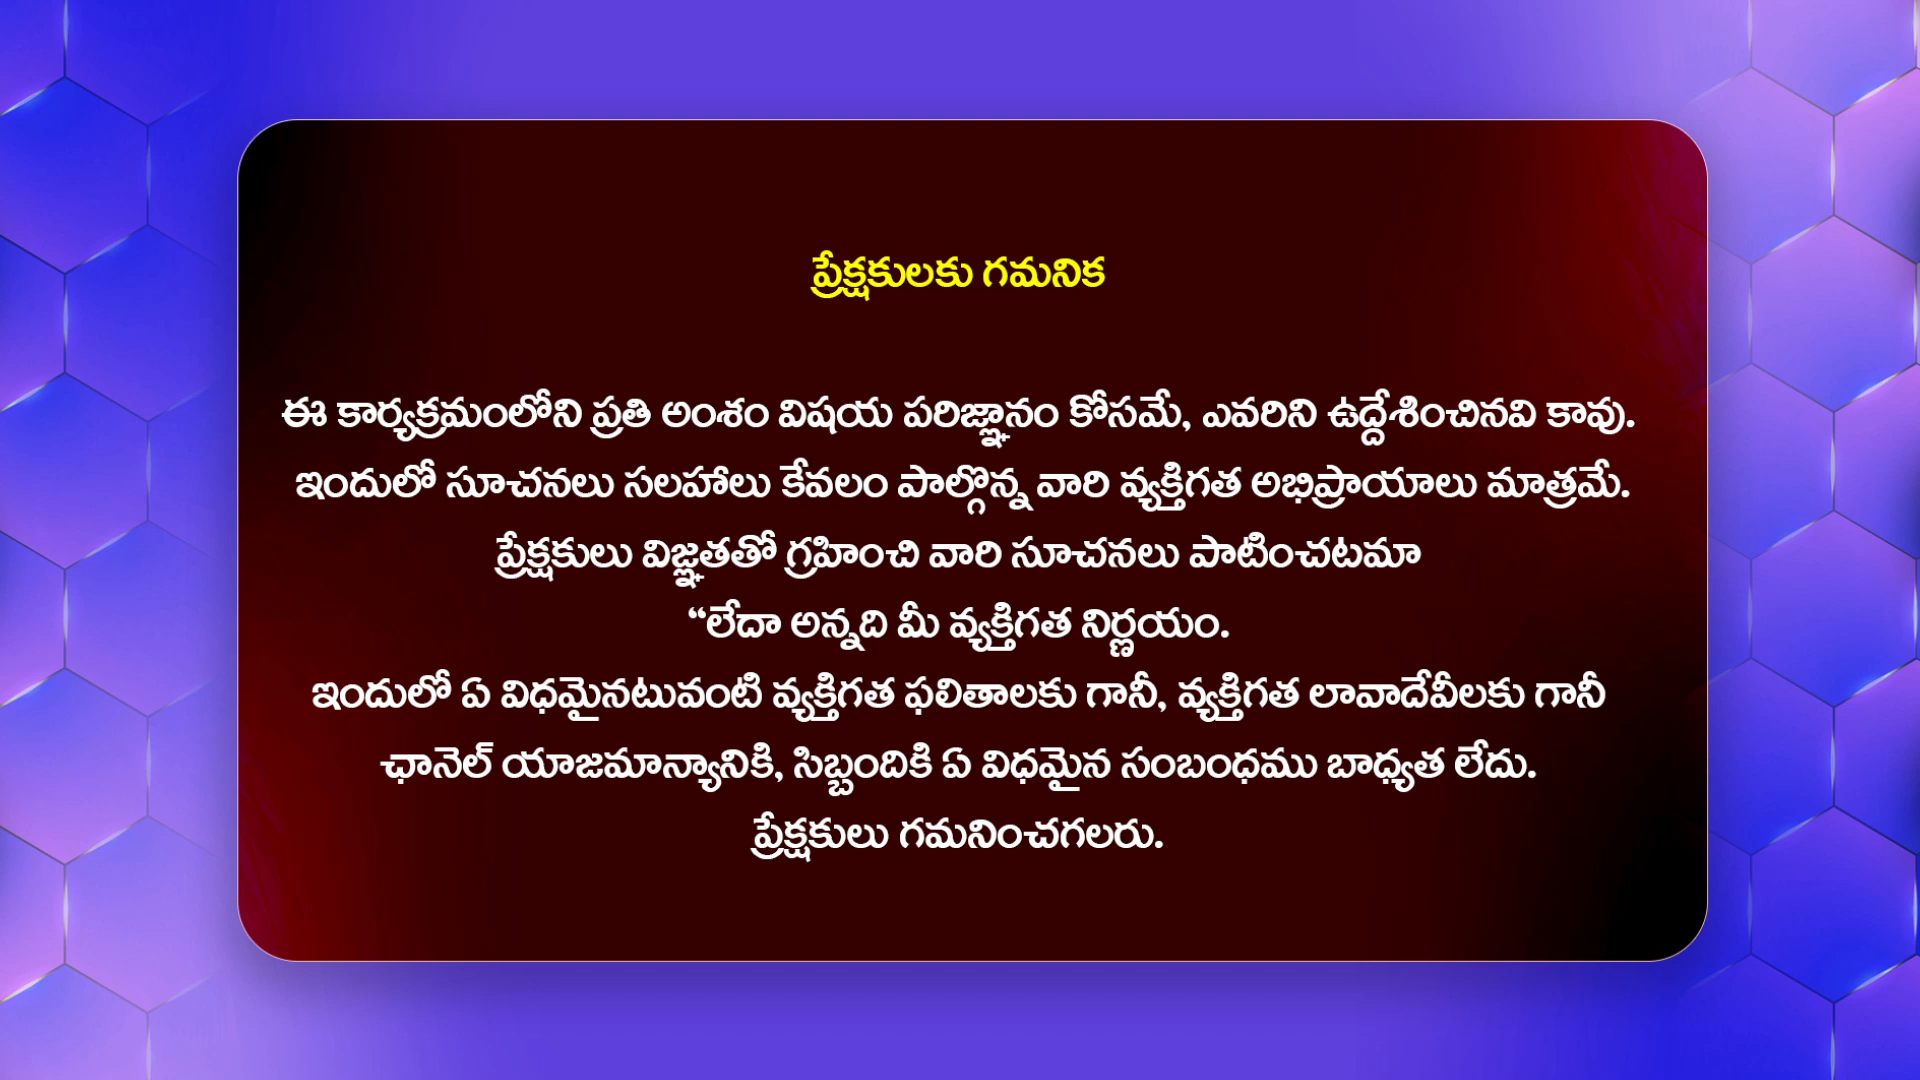 ప్రేక్షకులకు గమనిక
ఈ కార్యక్రమంలోని ప్రతి అంశం విషయ పరిజ్ఞానం కోసమే, ఎవరిని ఉద్దేశించినవి కావు.
ఇందులో సూచనలు సలహాలు కేవలం పాల్గొన్న వారి వ్యక్తిగత అభిప్రాయాలు మాత్రమే.
ప్రేక్షకులు విజ్ఞతతో గ్రహించి వారి సూచనలు పాటించటమా
“లేదా అన్నది మీ వ్యక్తిగత నిర్ణయం.
ఇందులో ఏ విధమైనటువంటి వ్యక్తిగత ఫలితాలకు గానీ, వ్యక్తిగత లావాదేవీలకు గానీ
ఛానెల్ యాజమాన్యానికి, సిబ్బందికి ఏ విధమైన సంబంధము బాధ్యత లేదు.
ప్రేక్షకులు గమనించగలరు.